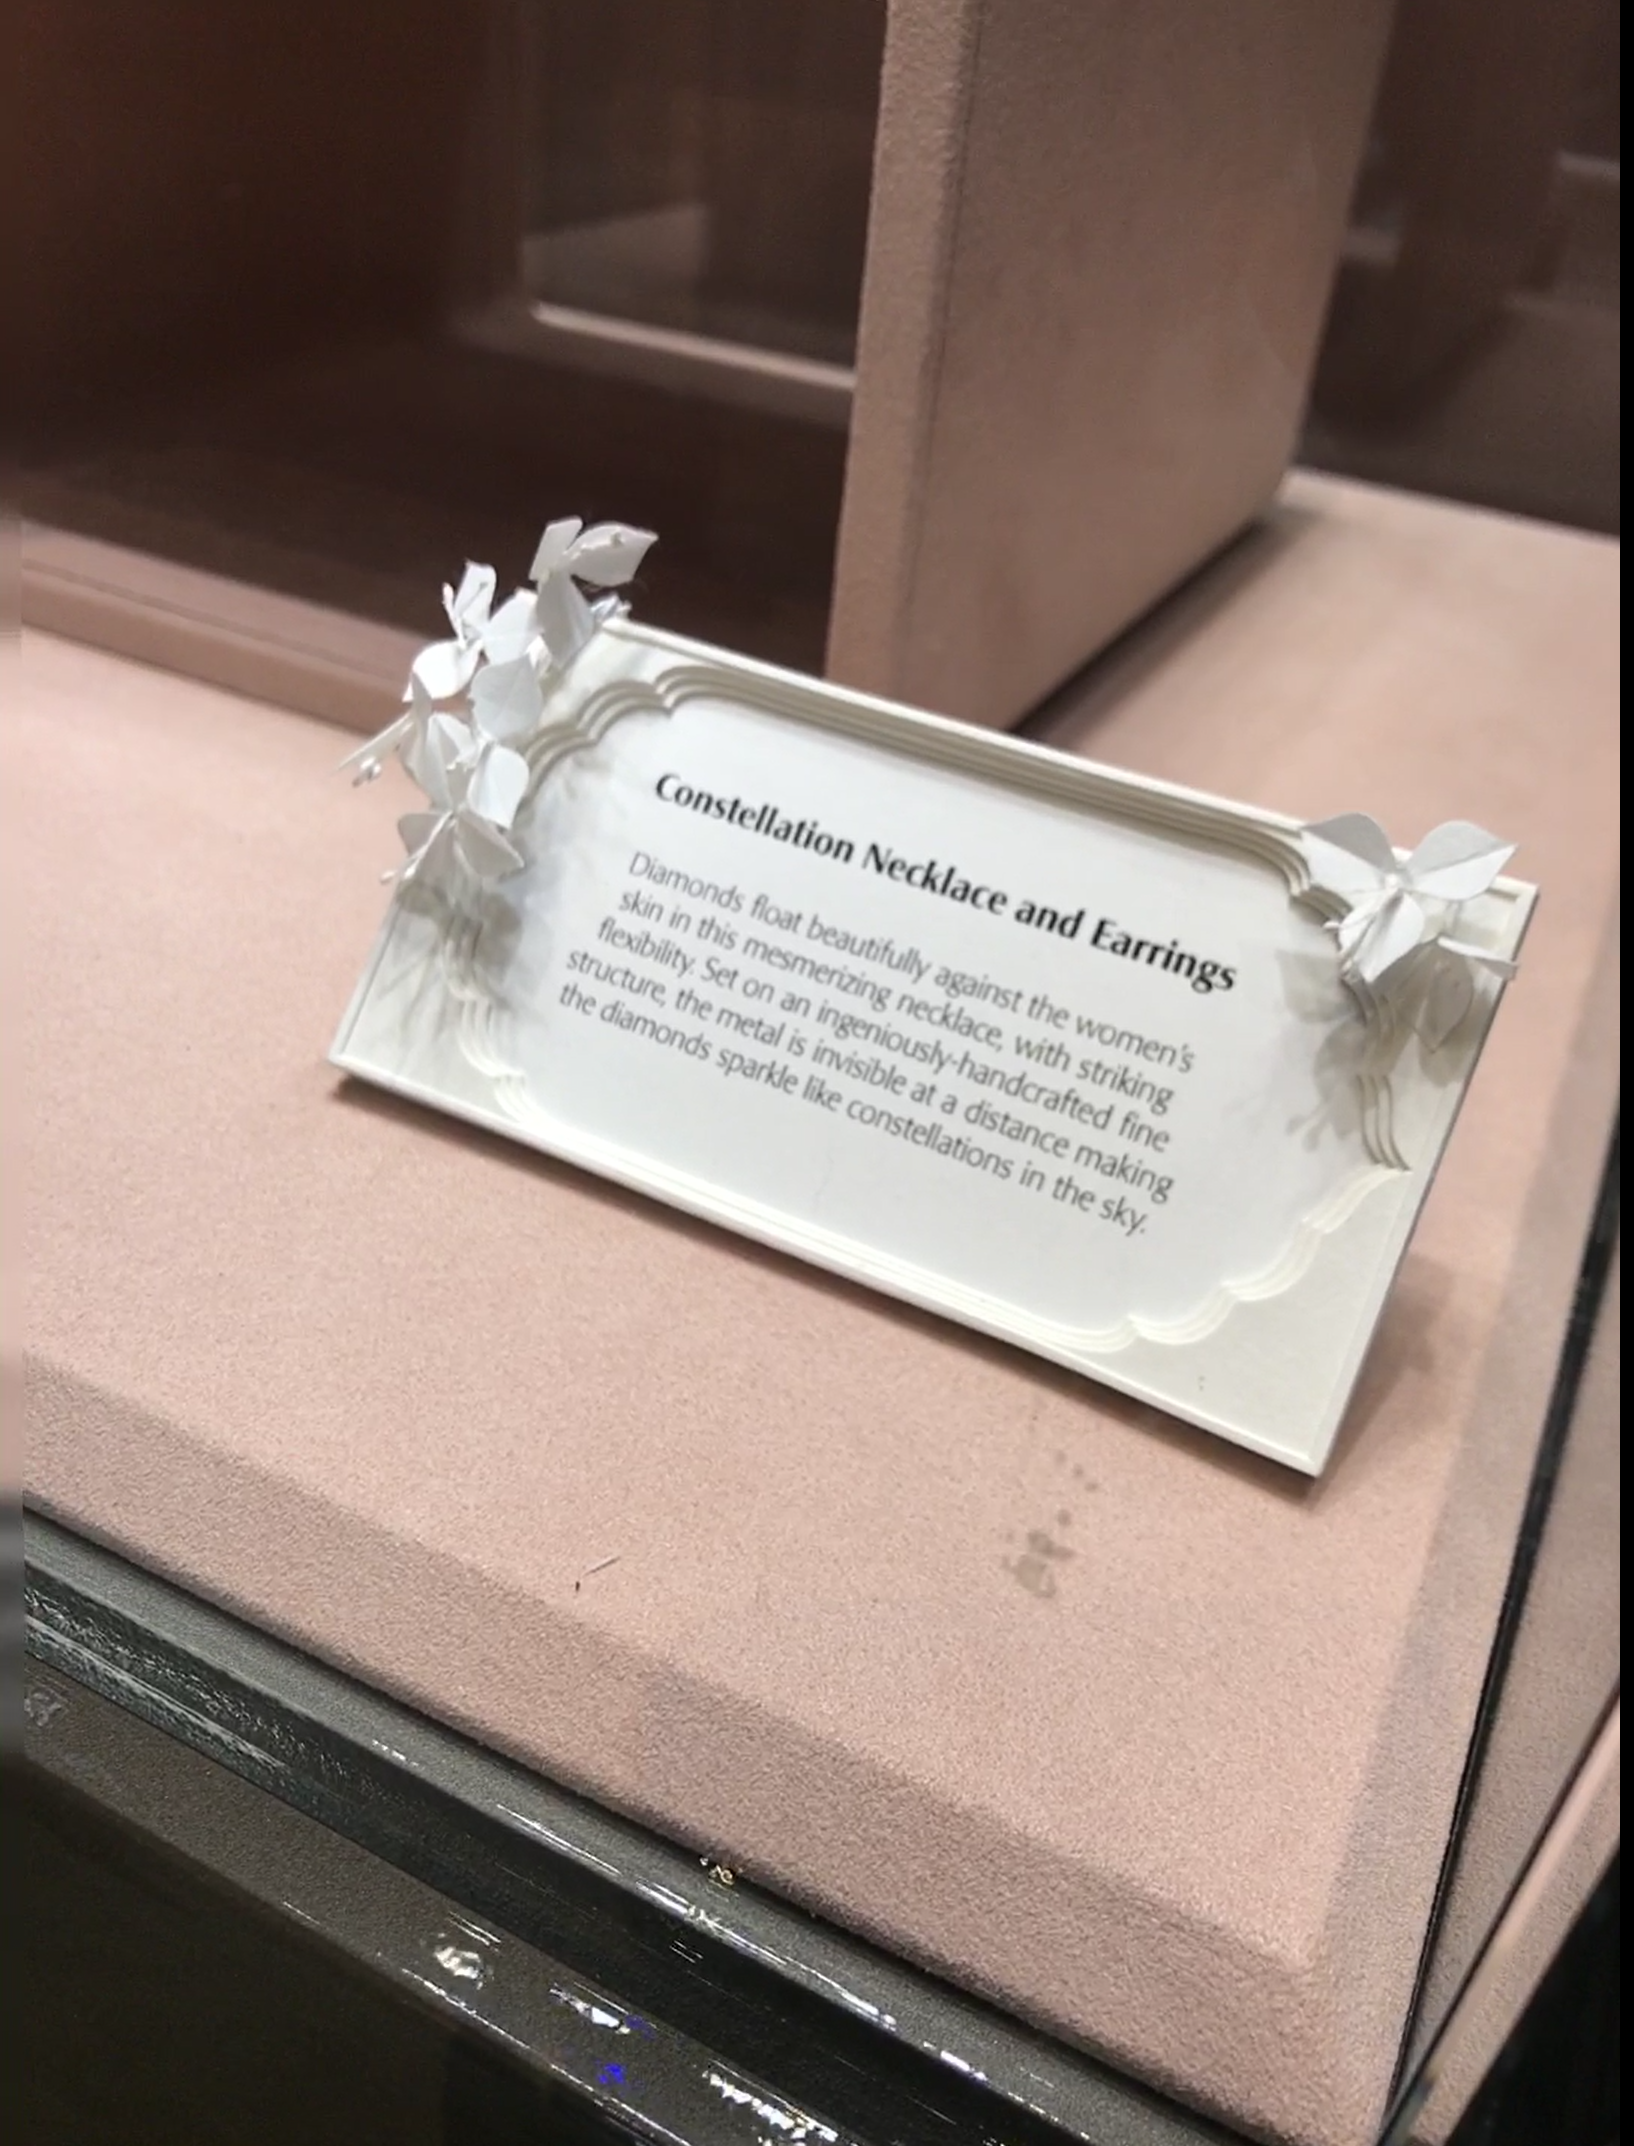 Constellation Necklace and Earrings
Diamonds float beautifully against the women's
skin in this mesmerizing necklace, with striking
flexibility. Set on an ingeniously-handcrafted fine
structure, the metal is invisible at a distance making
the diamonds sparkle like constellations in the sky.